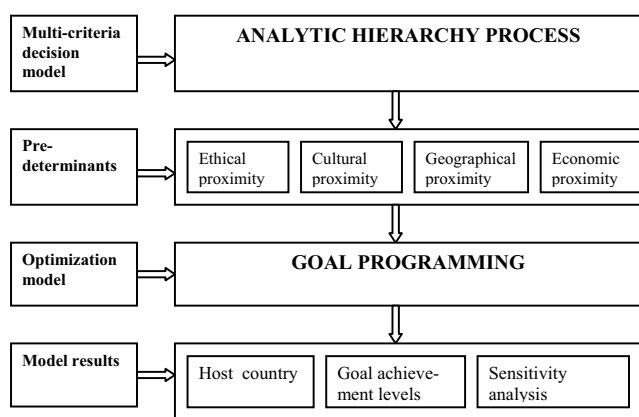 Multi-criteria
decision
model
ANALYTIC HIERARCHY PROCESS
Pre-
determinants
Ethical
proximity
Cultural
proximity
Geographical
proximity
Economic
proximity
Optimization
model
GOAL PROGRAMMING
Model results
Host country
Goal achieve-
ment levels
Sensitivity
analysis